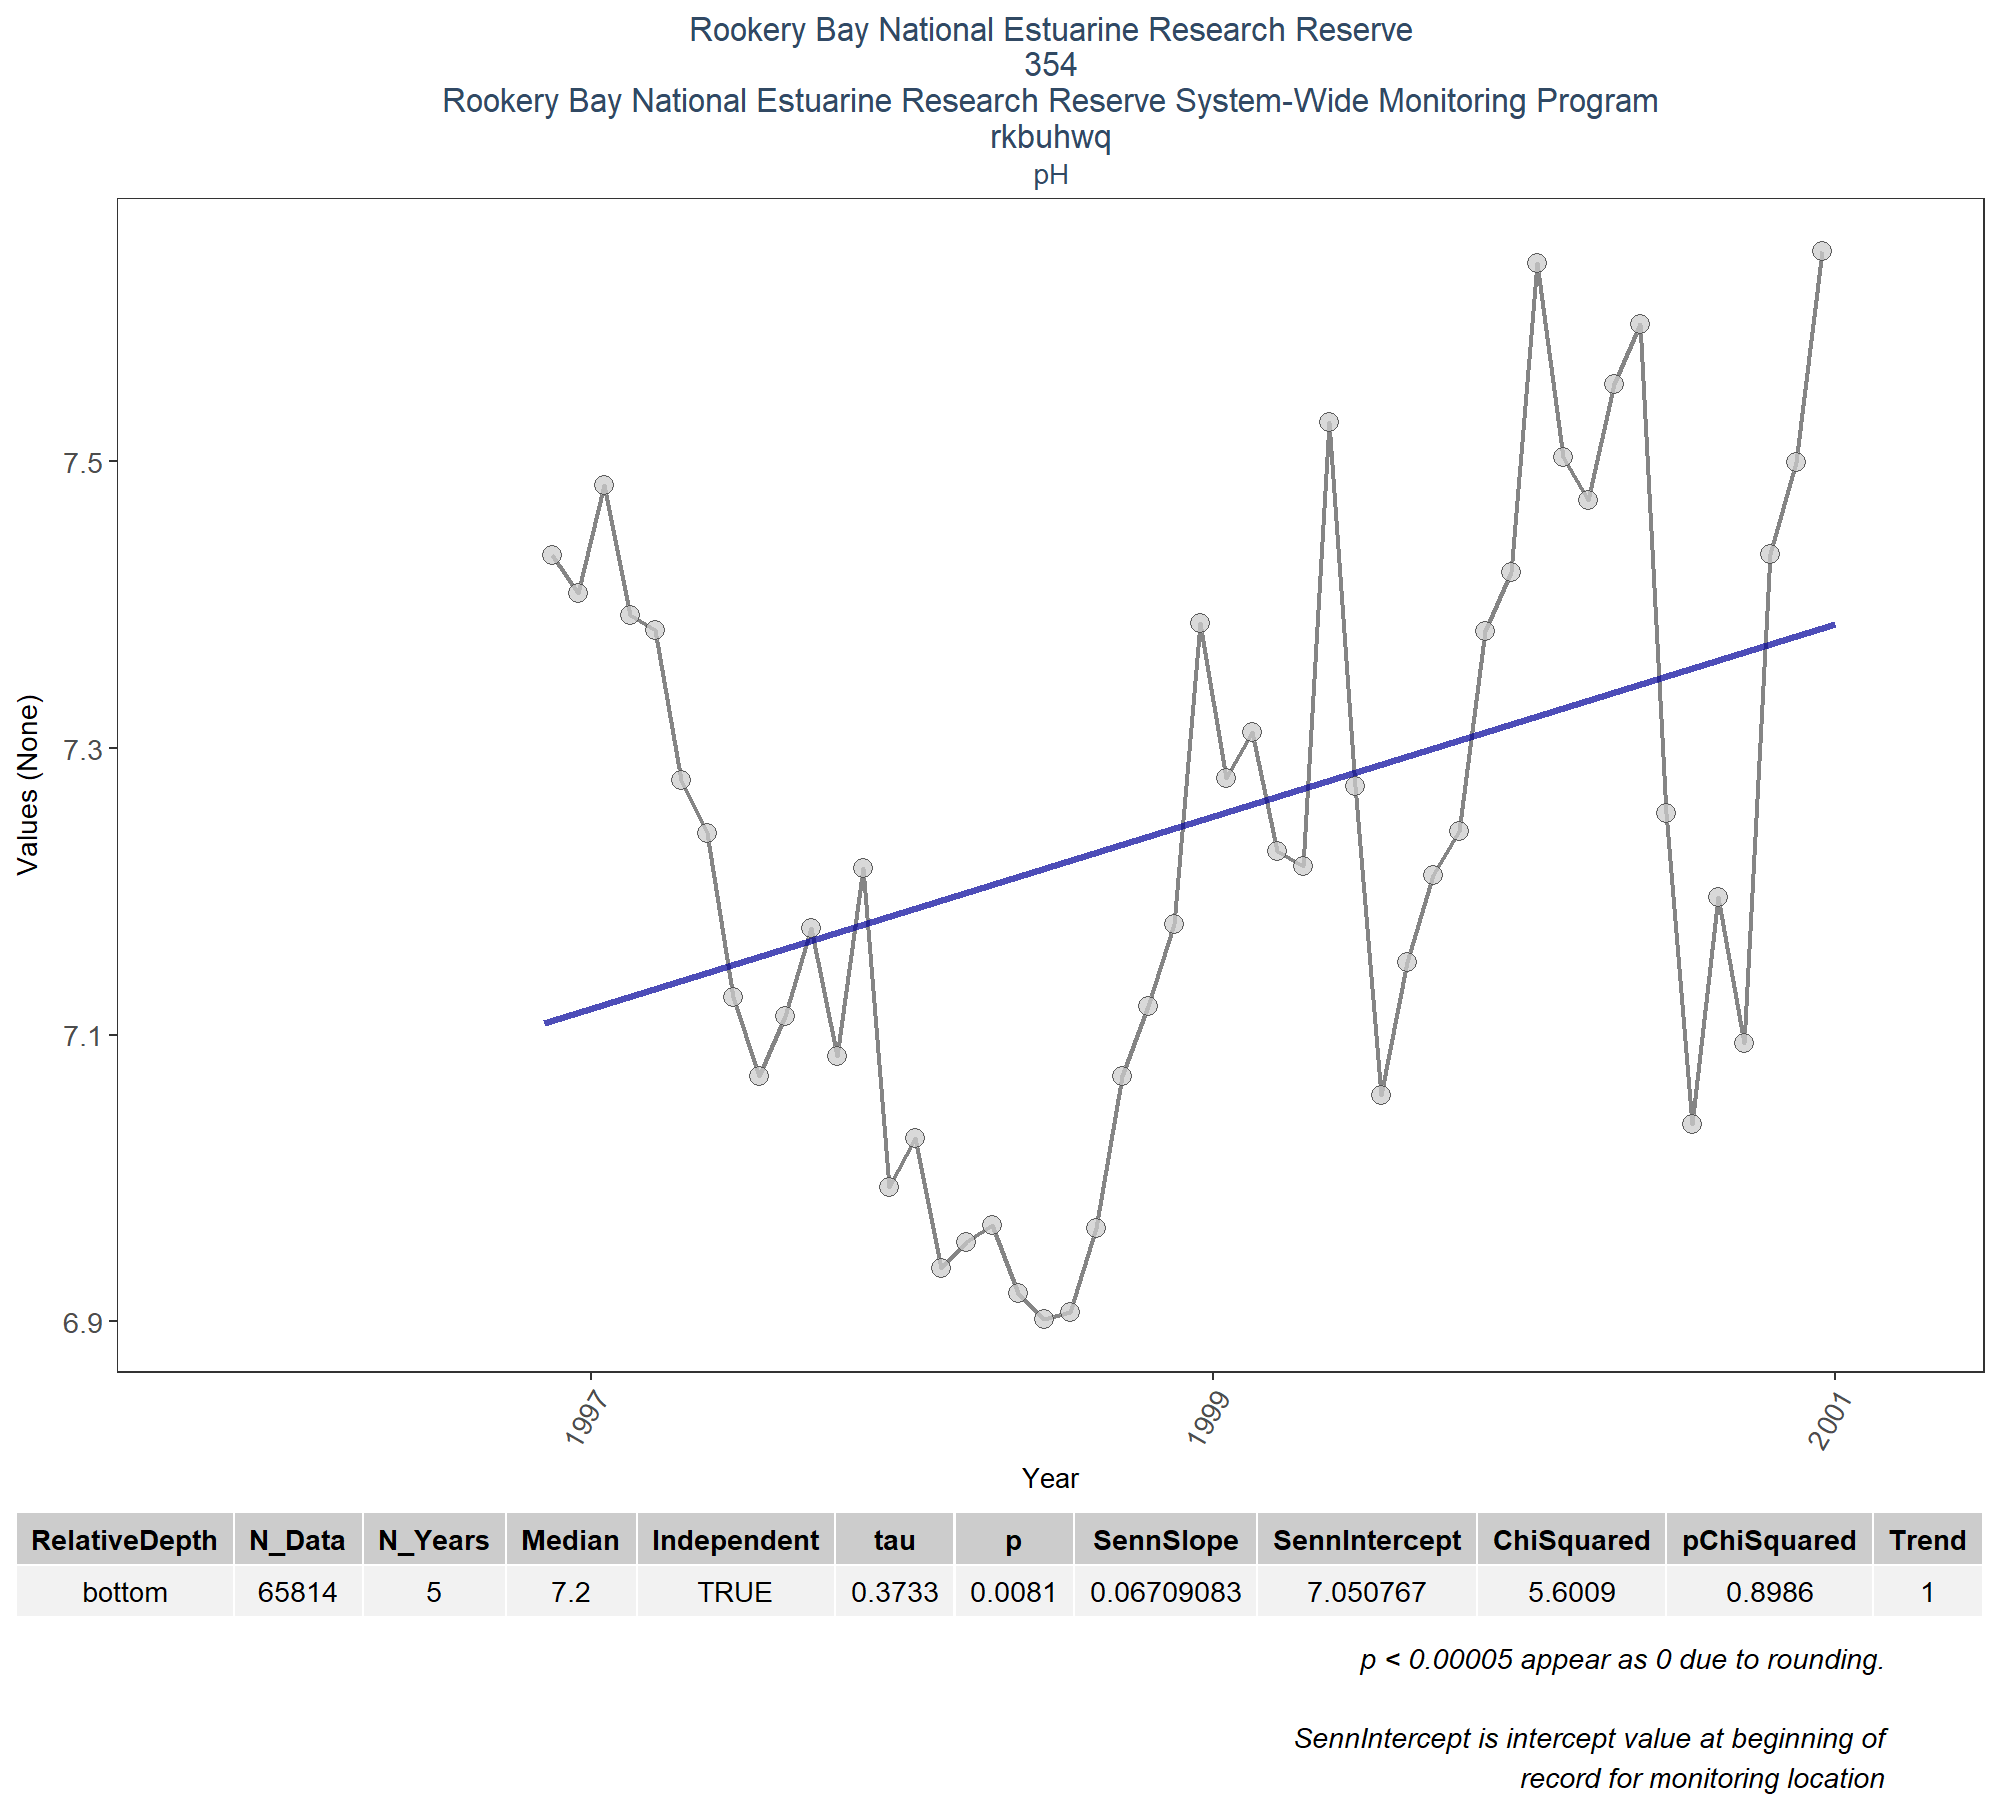 Rookery Bay National Estuarine Research Reserve
354
Rookery Bay National Estuarine Research Reserve System-Wide Monitoring Program
rkbuhwq
pH
Values (None)
7.5
7.3
7.1
6.9
1997 1999 2001
Year
RelativeDepth N_Data N_Years Median Independent tau p SennSlope SennIntercept ChiSquared pChiSquared Trend
bottom 65814 5 7.2 TRUE 0.3733 0.0081 0.06709083 7.050767 5.6009 0.8986 1
p < 0.00005 appear as 0 due to rounding.
SennIntercept is intercept value at beginning of
record for monitoring location